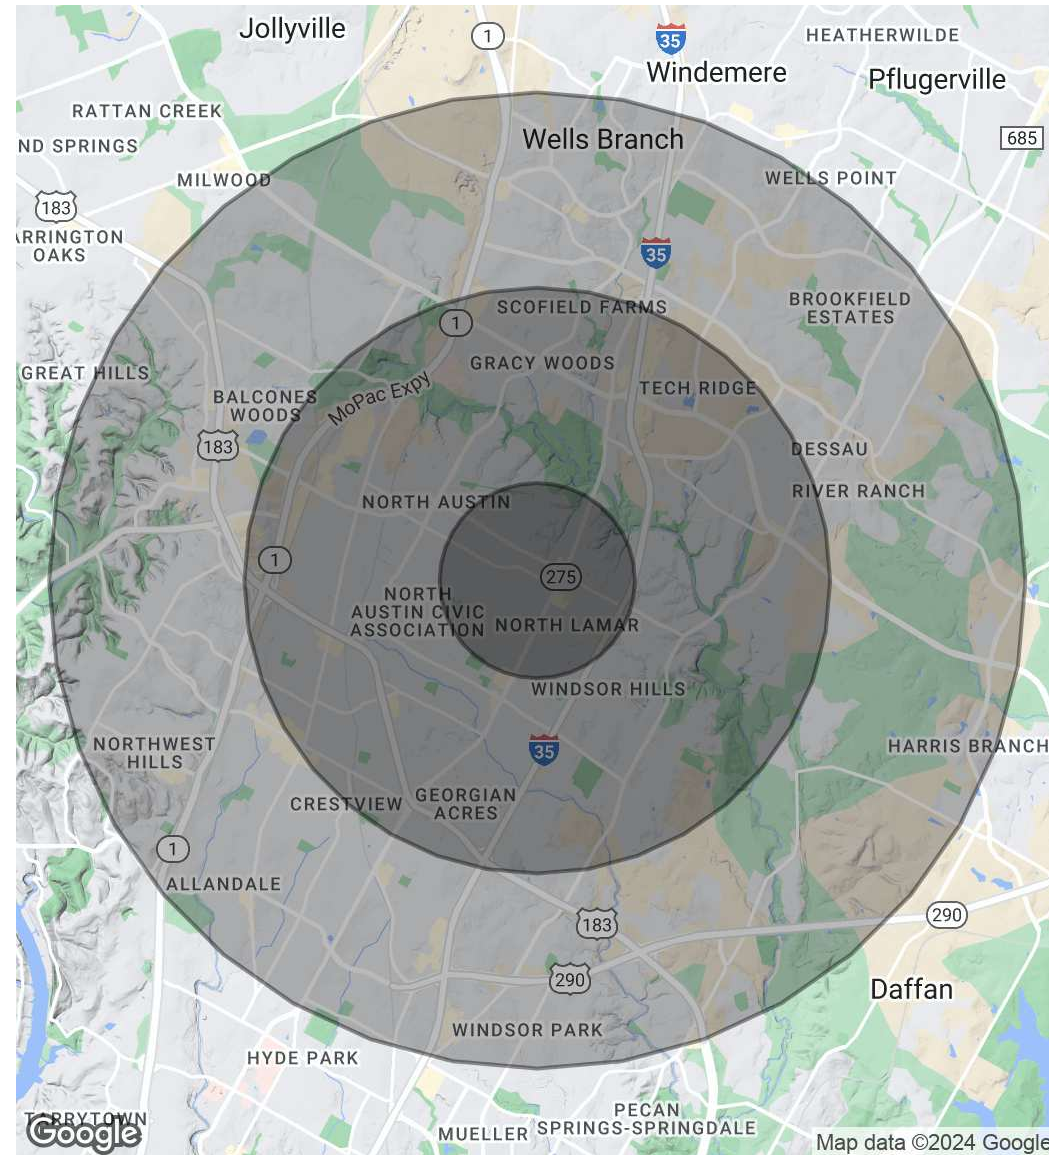 Jollyville
1
35
HEATHERWILDE
Windemere
Pflugerville
RATTAN CREEK
Wells Branch
685
ND SPRINGS
MILWOOD
WELLS POINT
183
ARRINGTON
OAKS
35
SCOFIELD FARMS
BROOKFIELD
ESTATES
1
GREAT HILLS
GRACY WOODS
MoPac Expy
TECH RIDGE
BALCONES
WOODS
183
DESSAU
RIVER RANCH
NORTH AUSTIN
1
275
NORTH
AUSTIN CIVIC
ASSOCIATION
NORTH LAMAR
WINDSOR HILLS
NORTHWEST
HILLS
35
HARRIS BRANCH
CRESTVIEW
GEORGIAN
ACRES
1
ALLANDALE
183
290
290
Daffan
WINDSOR PARK
HYDE PARK
TARRYTOWN
Google
MUELLER
PECAN
SPRINGS-SPRINGDALE
Map data ©2024 Google